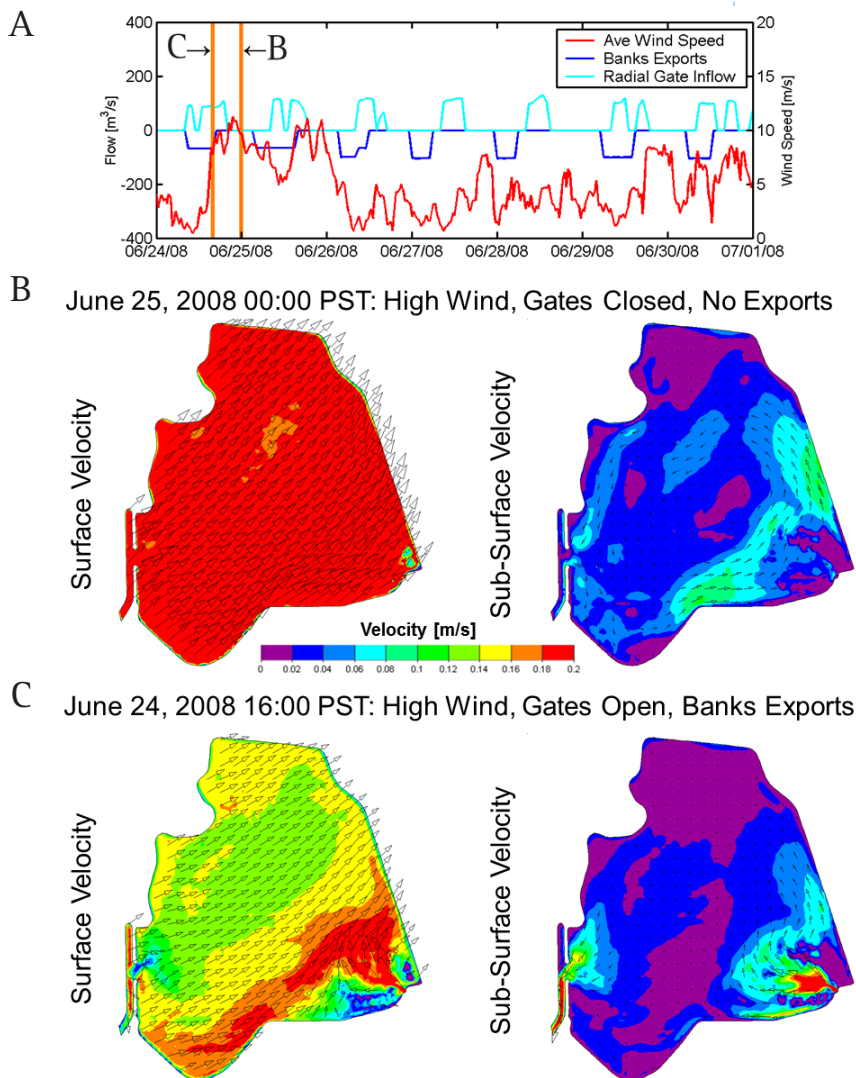 A
C→ ←B
Ave Wind Speed
Banks Exports
Radial Gate Inflow
Flow [m³/s]
400
200
0
-200
-400
Wind Speed [m/s]
20
15
10
5
0
06/24/08 06/25/08 06/26/08 06/27/08 06/28/08 06/29/08 06/30/08 07/01/08
B
June 25, 2008 00:00 PST: High Wind, Gates Closed, No Exports
Surface Velocity
Sub-Surface Velocity
Velocity [m/s]
0 0.02 0.04 0.06 0.08 0.1 0.12 0.14 0.16 0.18 0.2
C
June 24, 2008 16:00 PST: High Wind, Gates Open, Banks Exports
Surface Velocity
Sub-Surface Velocity